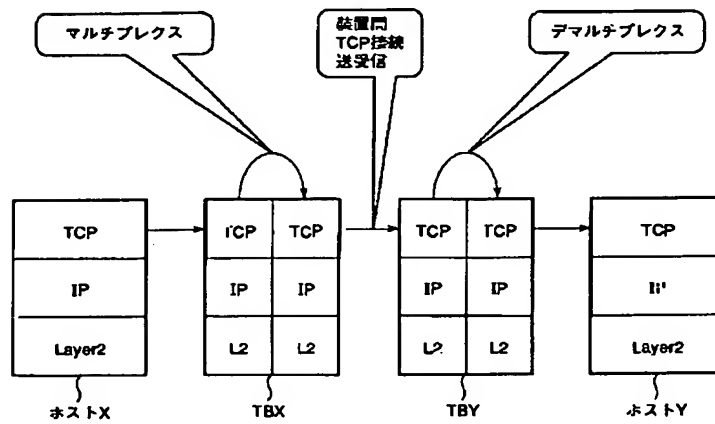 マルチプレクス
装置間
TCP接続
送受信
デマルチプレクス
TCP
TCP
TCP
TCP
TCP
TCP
IP
IP
IP
IP
IP
IP
Layer2
L2
L2
L2
L2
Layer2
ホストX
TBX
TBY
ホストY